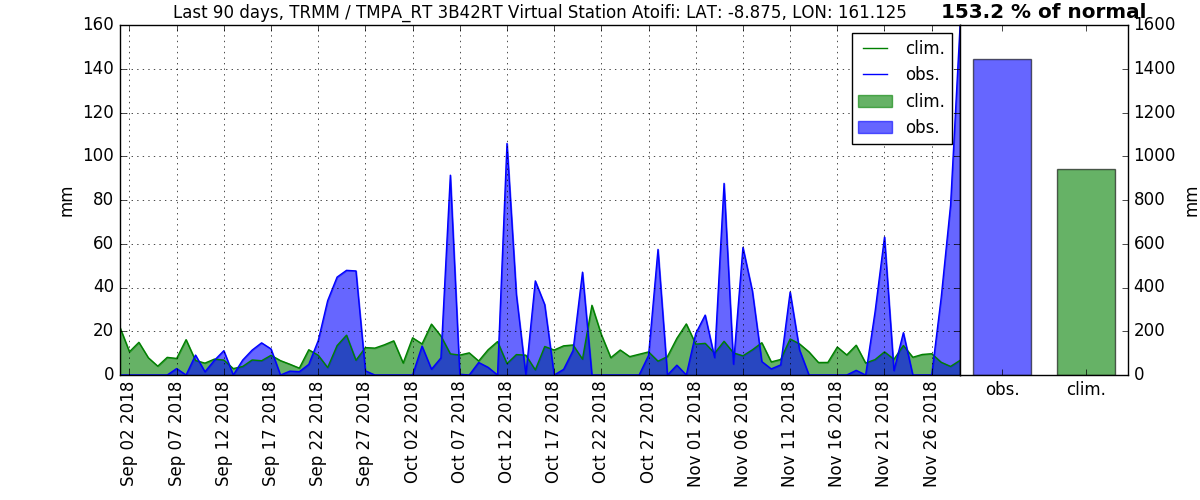 Last 90 days, TRMM / TMPA_RT 3B42RT Virtual Station Atoifi: LAT: -8.875, LON: 161.125
153.2 % of normal
160
140
120
100
80
60
40
20
0
mm
clim.
obs.
clim.
obs.
1600
1400
1200
1000
800
600
400
200
0
mm
Sep 02 2018
Sep 07 2018
Sep 12 2018
Sep 17 2018
Sep 22 2018
Sep 27 2018
Oct 02 2018
Oct 07 2018
Oct 12 2018
Oct 17 2018
Oct 22 2018
Oct 27 2018
Nov 01 2018
Nov 06 2018
Nov 11 2018
Nov 16 2018
Nov 21 2018
Nov 26 2018
obs.
clim.